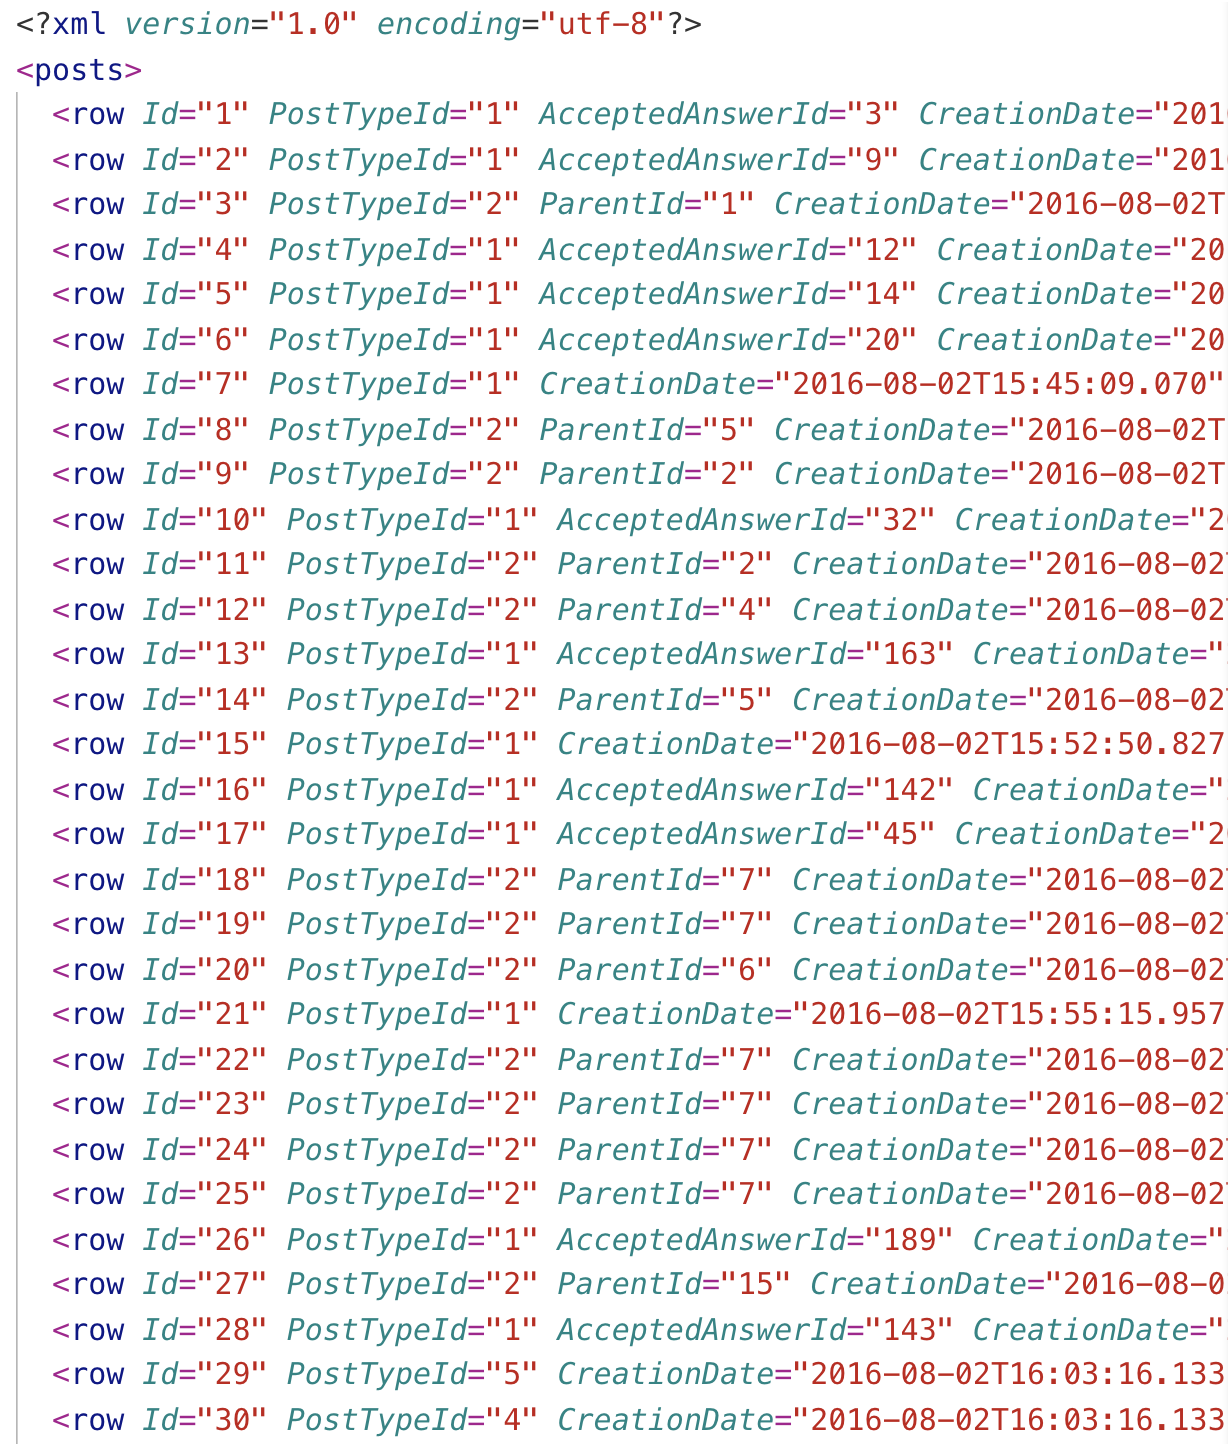 <?xml version="1.0" encoding="utf-8"?>
<posts>
<row Id="1" PostTypeId="1" AcceptedAnswerId="3" CreationDate="201
<row Id="2" PostTypeId="1" AcceptedAnswerId="9" CreationDate="201
<row Id="3" PostTypeId="2" ParentId="1" CreationDate="2016-08-02T
<row Id="4" PostTypeId="1" AcceptedAnswerId="12" CreationDate="20
<row Id="5" PostTypeId="1" AcceptedAnswerId="14" CreationDate="20
<row Id="6" PostTypeId="1" AcceptedAnswerId="20" CreationDate="20
<row Id="7" PostTypeId="1" CreationDate="2016-08-02T15:45:09.070"
<row Id="8" PostTypeId="2" ParentId="5" CreationDate="2016-08-02T
<row Id="9" PostTypeId="2" ParentId="2" CreationDate="2016-08-02T
<row Id="10" PostTypeId="1" AcceptedAnswerId="32" CreationDate="2
<row Id="11" PostTypeId="2" ParentId="2" CreationDate="2016-08-02
<row Id="12" PostTypeId="2" ParentId="4" CreationDate="2016-08-02
<row Id="13" PostTypeId="1" AcceptedAnswerId="163" CreationDate="
<row Id="14" PostTypeId="2" ParentId="5" CreationDate="2016-08-02
<row Id="15" PostTypeId="1" CreationDate="2016-08-02T15:52:50.827
<row Id="16" PostTypeId="1" AcceptedAnswerId="142" CreationDate="
<row Id="17" PostTypeId="1" AcceptedAnswerId="45" CreationDate="2
<row Id="18" PostTypeId="2" ParentId="7" CreationDate="2016-08-02
<row Id="19" PostTypeId="2" ParentId="7" CreationDate="2016-08-02
<row Id="20" PostTypeId="2" ParentId="6" CreationDate="2016-08-02
<row Id="21" PostTypeId="1" CreationDate="2016-08-02T15:55:15.957
<row Id="22" PostTypeId="2" ParentId="7" CreationDate="2016-08-02
<row Id="23" PostTypeId="2" ParentId="7" CreationDate="2016-08-02
<row Id="24" PostTypeId="2" ParentId="7" CreationDate="2016-08-02
<row Id="25" PostTypeId="2" ParentId="7" CreationDate="2016-08-02
<row Id="26" PostTypeId="1" AcceptedAnswerId="189" CreationDate="
<row Id="27" PostTypeId="2" ParentId="15" CreationDate="2016-08-0
<row Id="28" PostTypeId="1" AcceptedAnswerId="143" CreationDate="
<row Id="29" PostTypeId="5" CreationDate="2016-08-02T16:03:16.133
<row Id="30" PostTypeId="4" CreationDate="2016-08-02T16:03:16.133